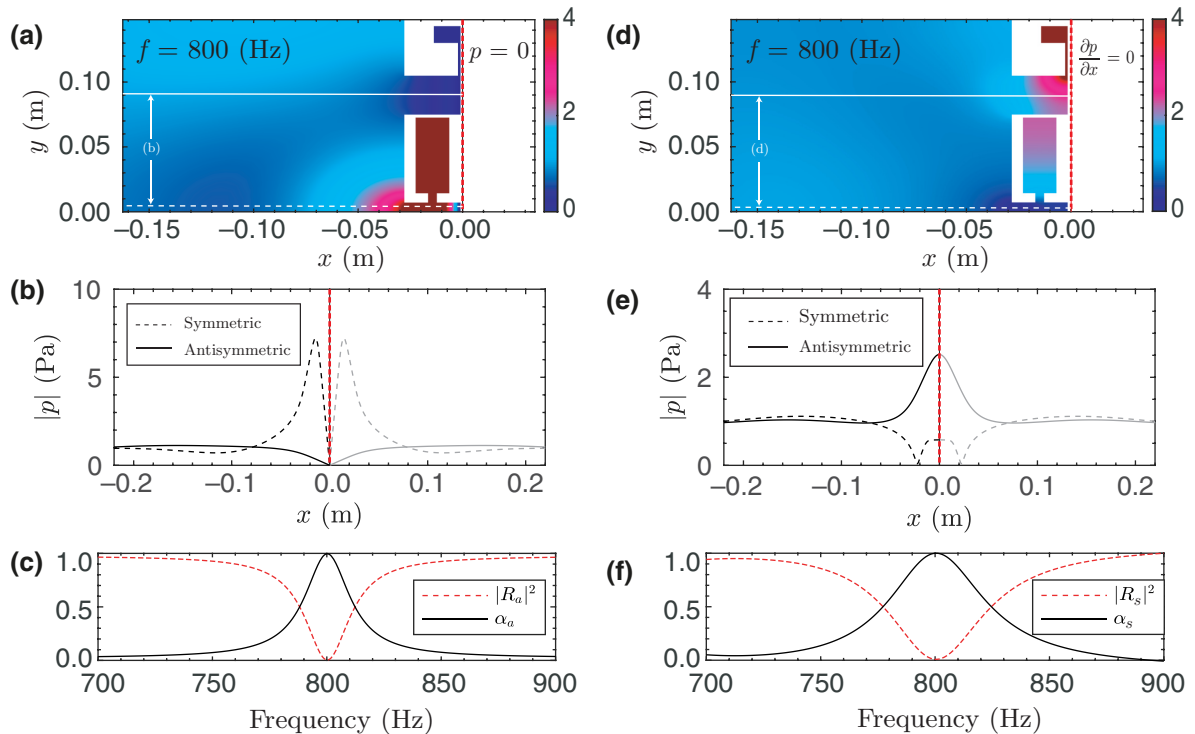 (a)
f = 800 (Hz)
p = 0
4
2
0
y (m)
0.10
0.05
0.00
(b)
−0.15
−0.10
−0.05
0.00
x (m)
(d)
f = 800 (Hz)
∂p/∂x = 0
4
2
0
y (m)
0.10
0.05
0.00
(d)
−0.15
−0.10
−0.05
0.00
x (m)
(b)
|p| (Pa)
10
5
0
Symmetric
Antisymmetric
−0.2
−0.1
0.0
0.1
0.2
x (m)
(e)
|p| (Pa)
4
2
0
Symmetric
Antisymmetric
−0.2
−0.1
0.0
0.1
0.2
x (m)
(c)
1.0
0.5
0.0
|R_a|²
α_a
700
750
800
850
900
Frequency (Hz)
(f)
1.0
0.5
0.0
|R_s|²
α_s
700
750
800
850
900
Frequency (Hz)